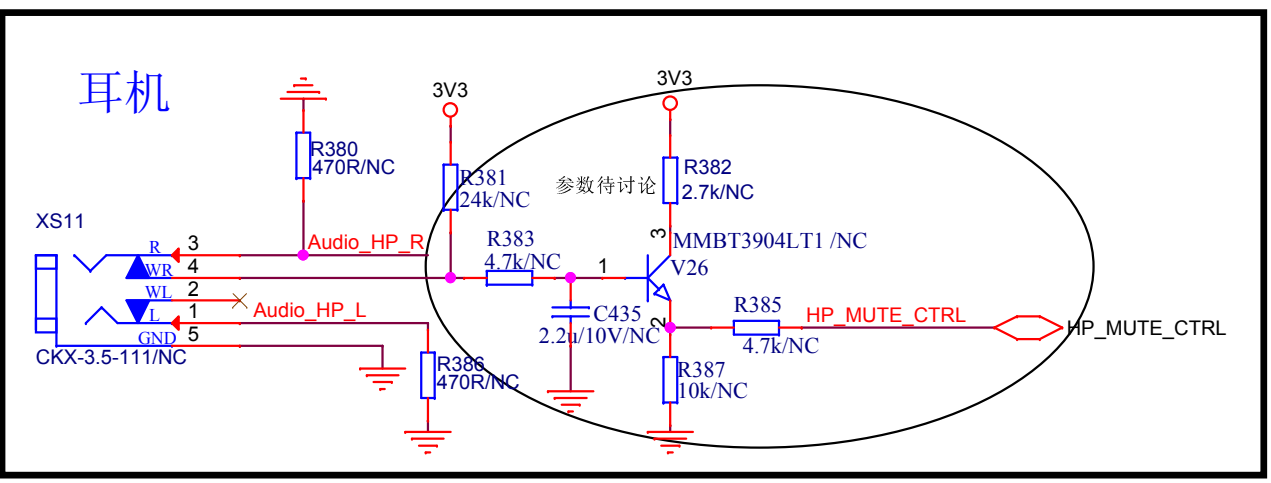 耳机
3V3
3V3
R380
470R/NC
R381
24k/NC
参数待讨论
R382
2.7k/NC
XS11
R
3
Audio_HP_R
R383
4.7k/NC
3
MMBT3904LT1 /NC
WR
4
1
V26
WL
2
L
1
Audio_HP_L
C435
2.2u/10V/NC
2
R385
4.7k/NC
HP_MUTE_CTRL
HP_MUTE_CTRL
GND
5
CKX-3.5-111/NC
R386
470R/NC
R387
10k/NC